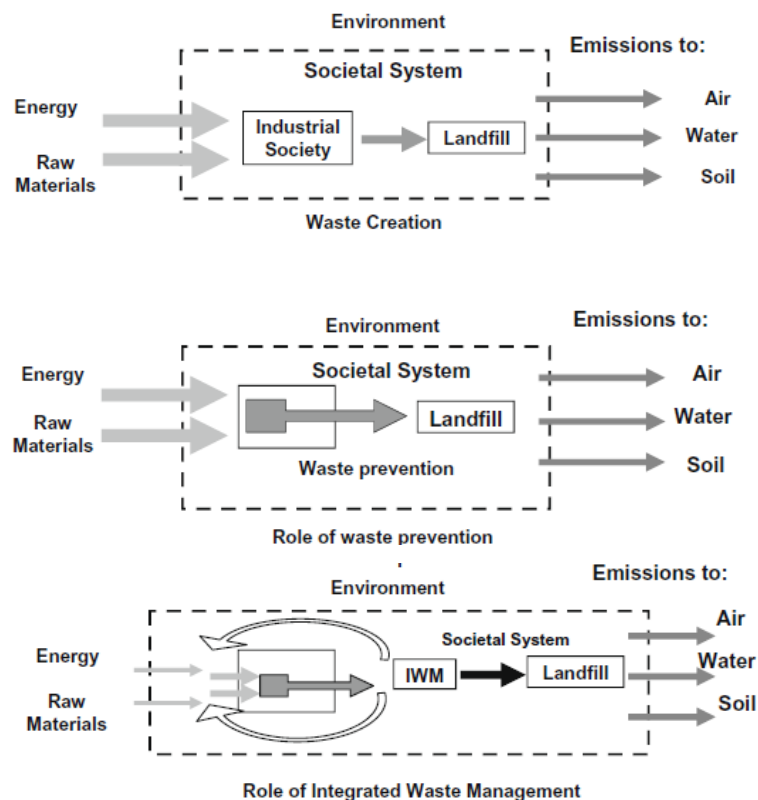 Environment
Emissions to:
Societal System
Energy
Industrial
Society
Landfill
Raw
Materials
Air
Water
Soil
Waste Creation
Environment
Emissions to:
Societal System
Energy
Raw
Materials
Landfill
Waste prevention
Air
Water
Soil
Role of waste prevention
Environment
Emissions to:
Societal System
Energy
Raw
Materials
IWM
Landfill
Air
Water
Soil
Role of Integrated Waste Management